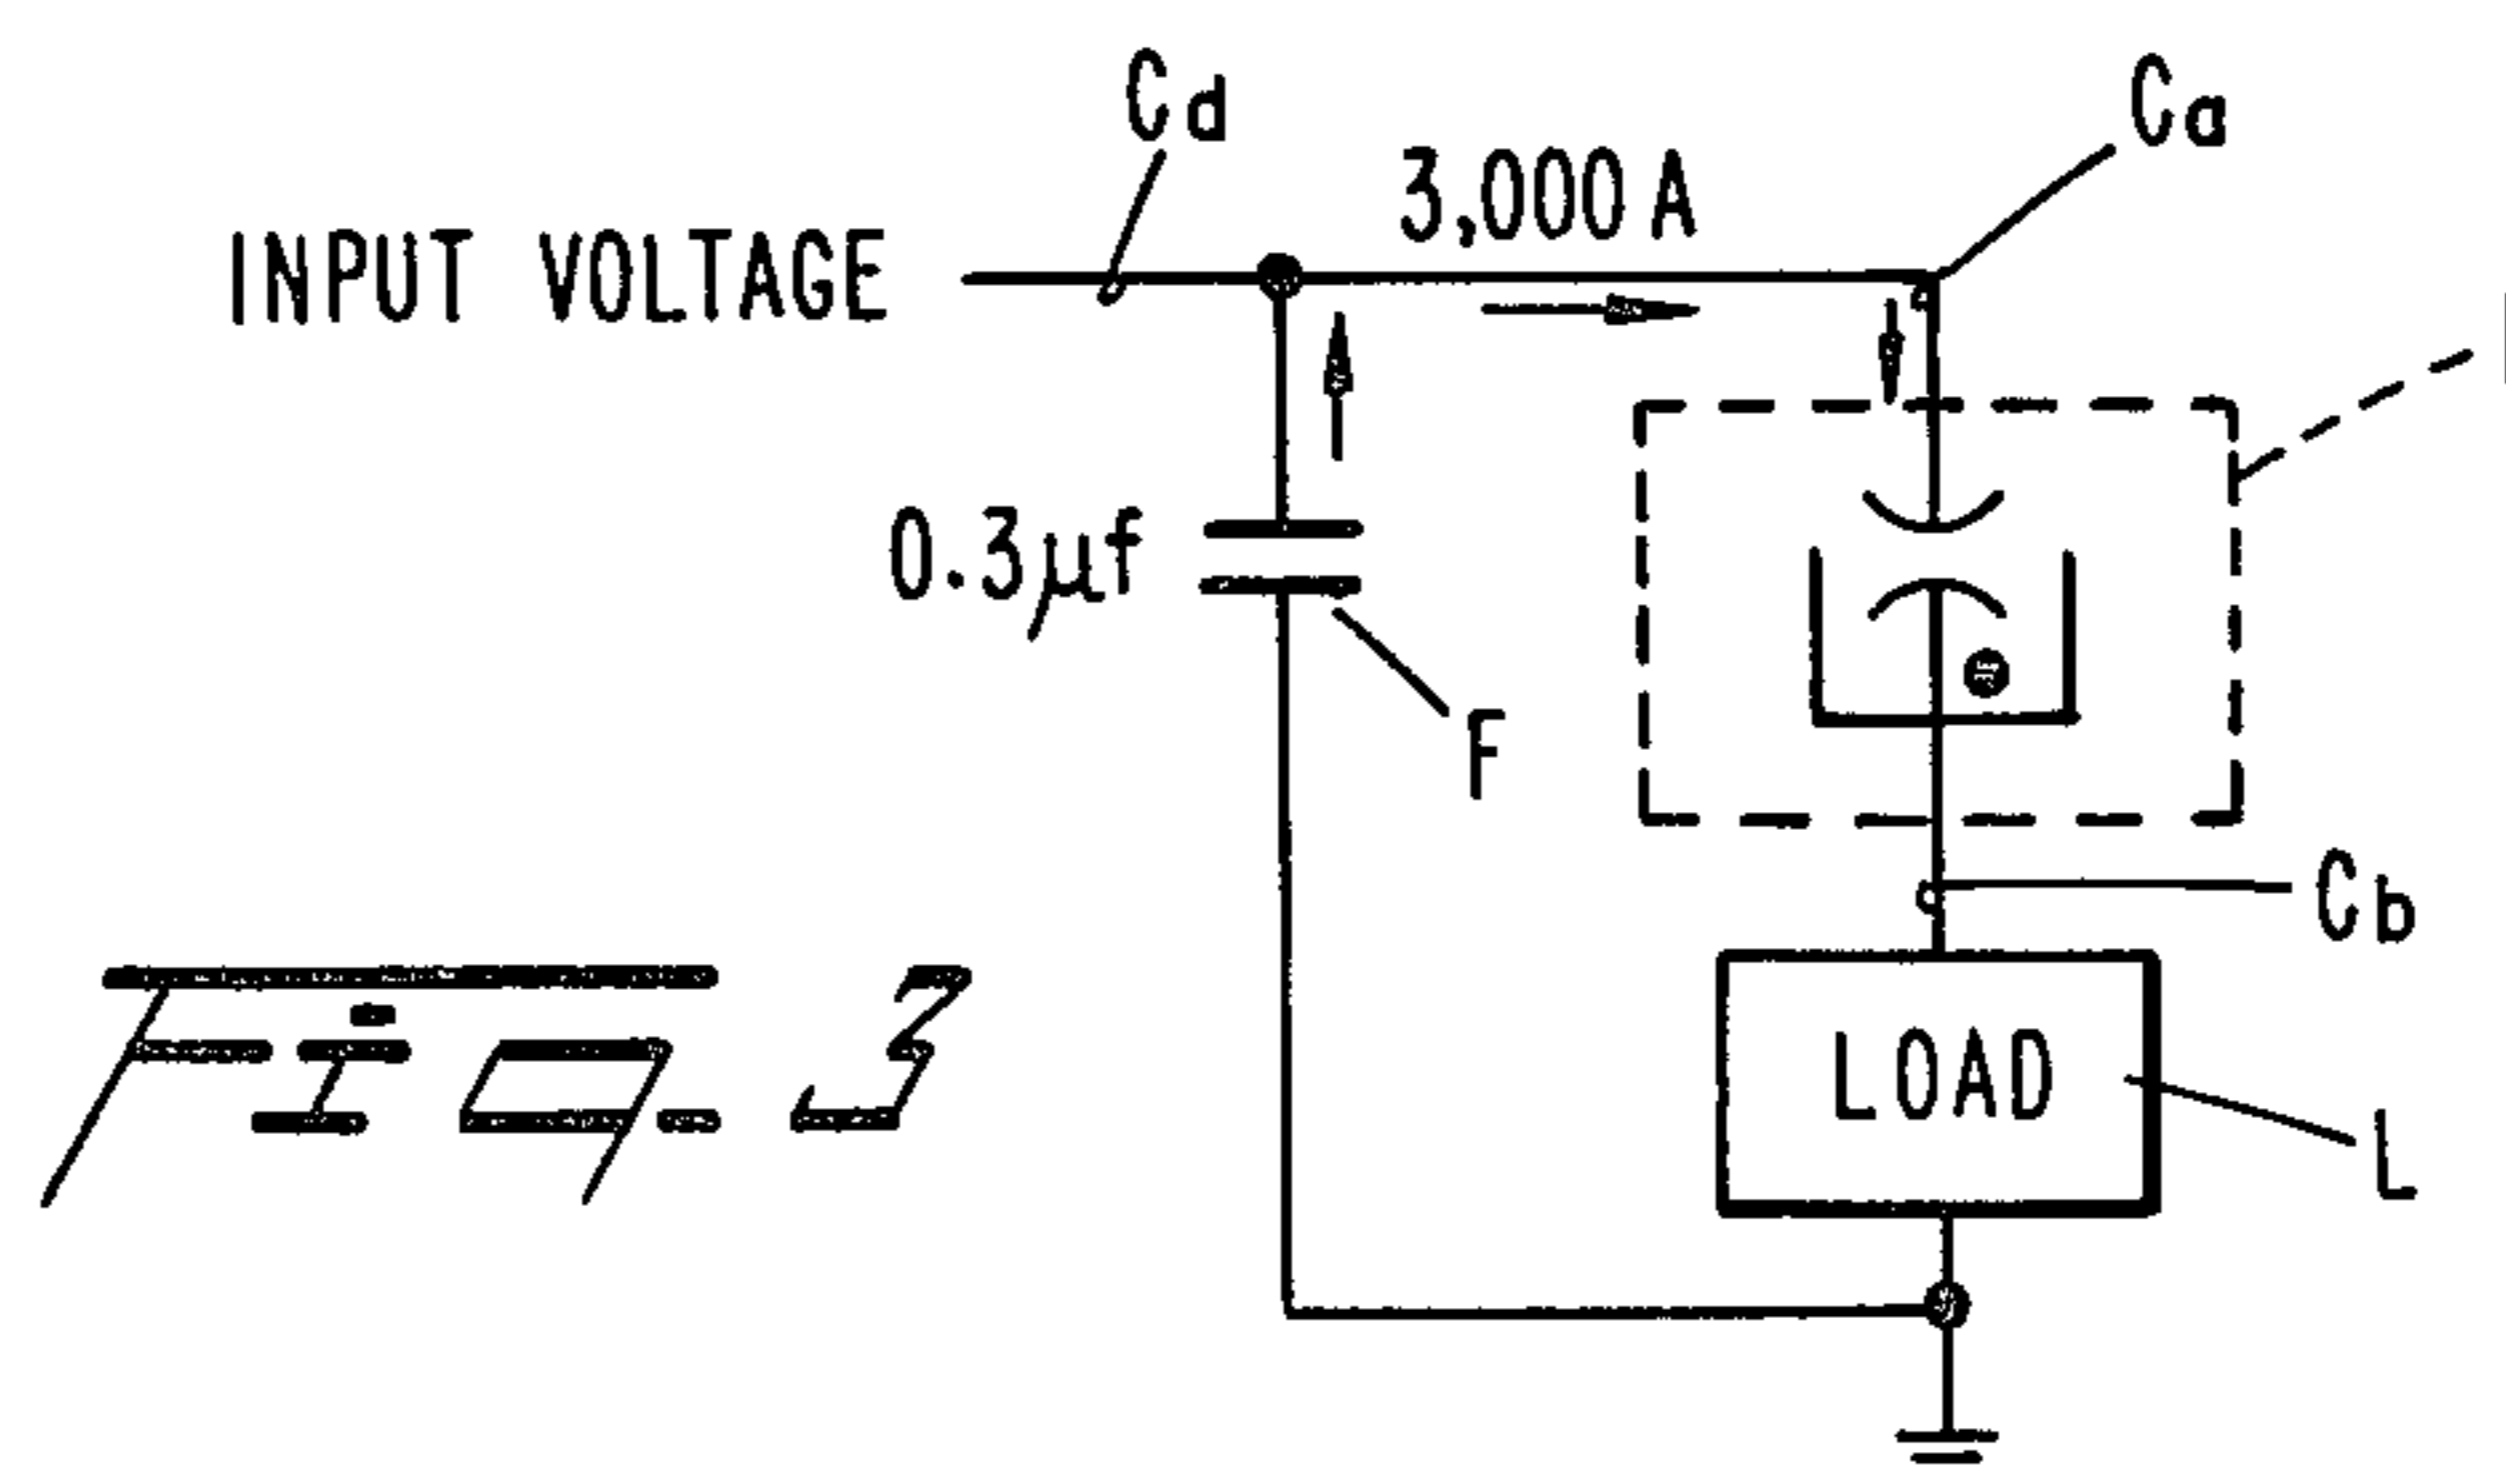 Cd
Ca
3,000 A
INPUT VOLTAGE
0.3µf
F
Cb
LOAD
L
Fig. 3